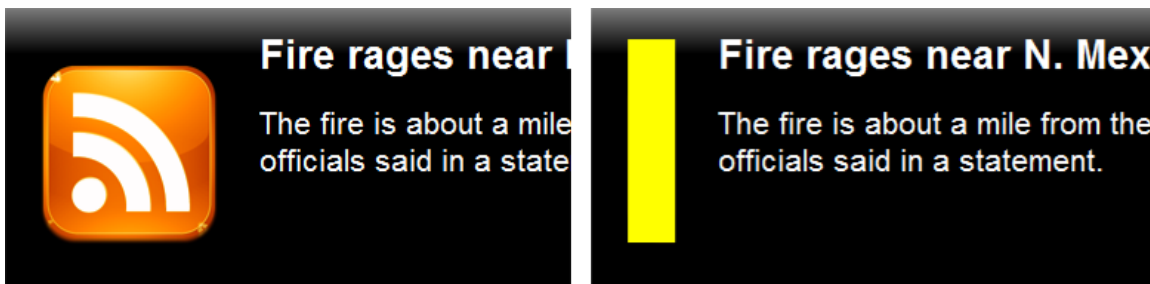 Fire rages near
The fire is about a mile
officials said in a state
Fire rages near N. Mex
The fire is about a mile from the
officials said in a statement.